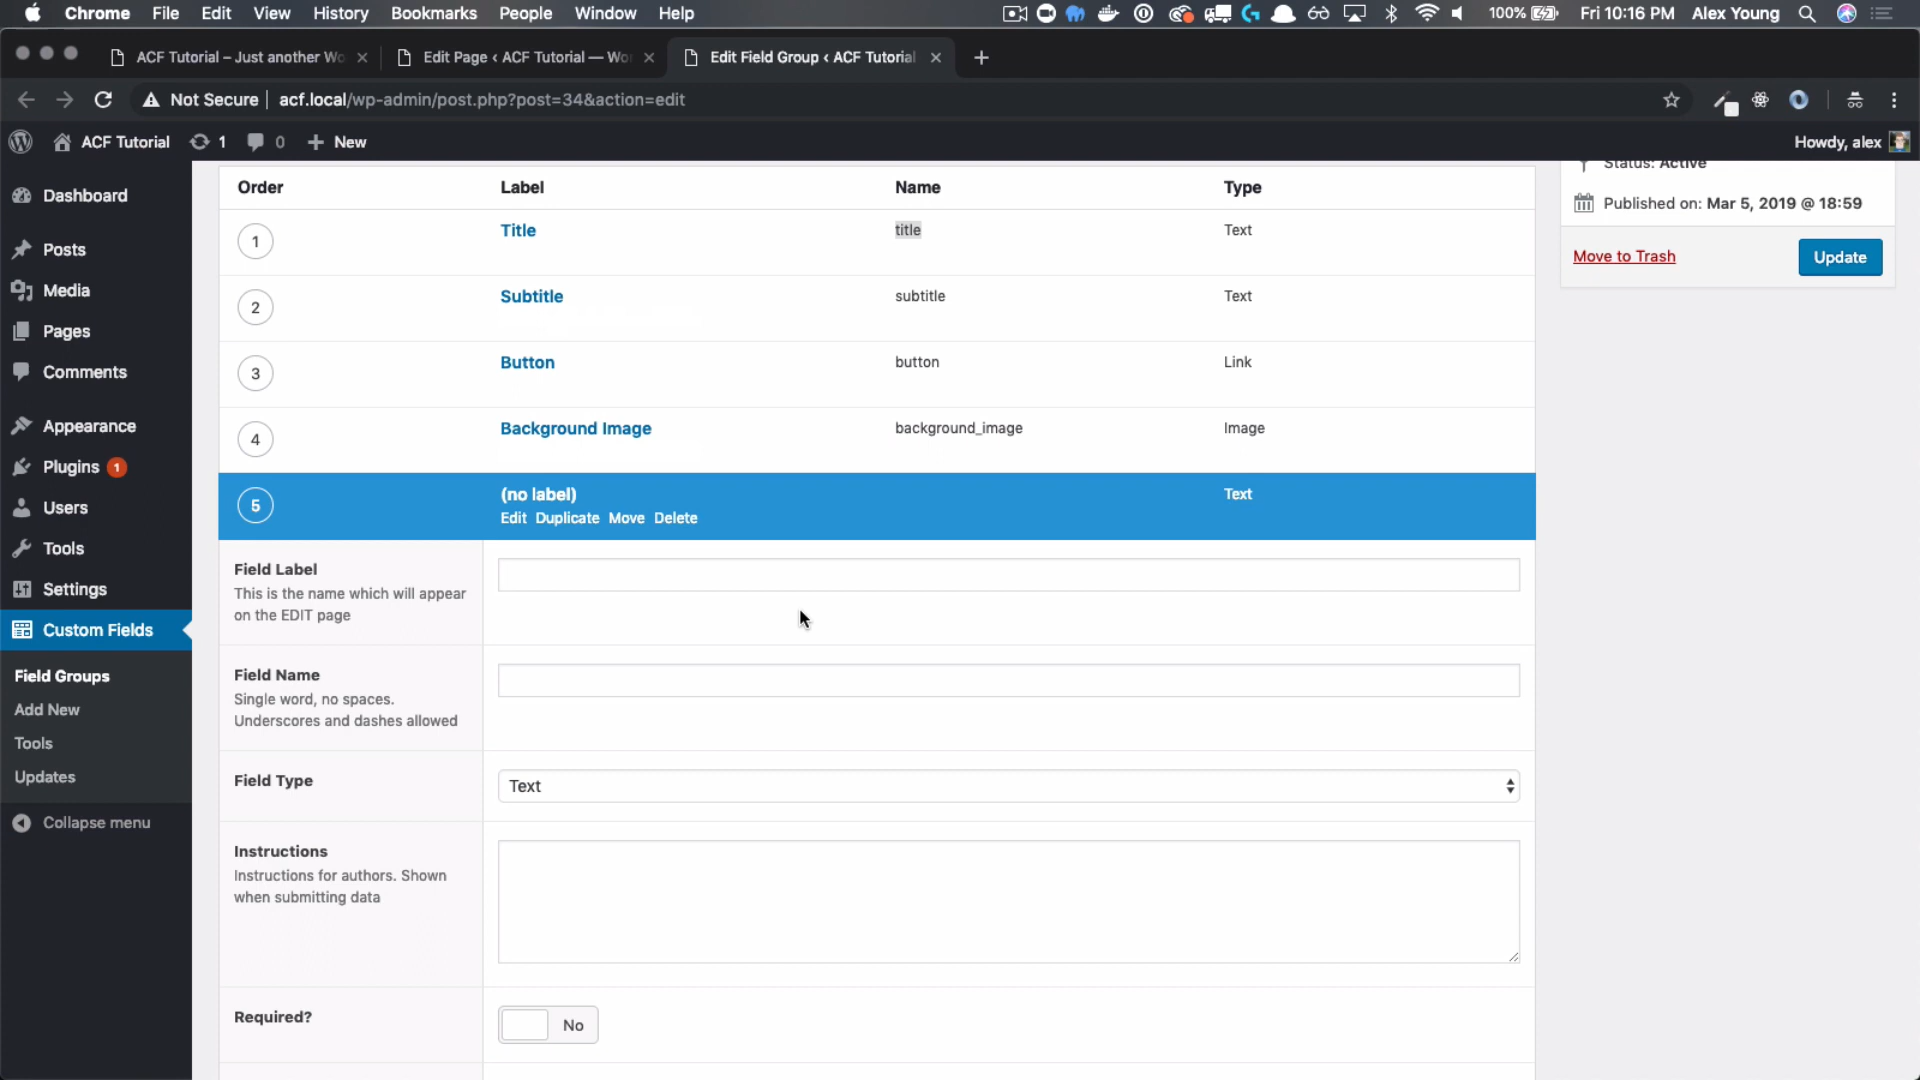 Chrome File Edit View History Bookmarks People Window Help 100% Fri 10:16 PM Alex Young
ACF Tutorial – Just another Wo Edit Page ‹ ACF Tutorial — Wor Edit Field Group ‹ ACF Tutorial
Not Secure acf.local/wp-admin/post.php?post=34&action=edit
ACF Tutorial 1 0 New Howdy, alex
Dashboard
Posts
Media
Pages
Comments
Appearance
Plugins 1
Users
Tools
Settings
Custom Fields
Field Groups
Add New
Tools
Updates
Collapse menu
Order Label Name Type
1 Title title Text
2 Subtitle subtitle Text
3 Button button Link
4 Background Image background_image Image
5 (no label) Text
Edit Duplicate Move Delete
Field Label
This is the name which will appear
on the EDIT page
Field Name
Single word, no spaces.
Underscores and dashes allowed
Field Type Text
Instructions
Instructions for authors. Shown
when submitting data
Required? No
Status: Active
Published on: Mar 5, 2019 @ 18:59
Move to Trash Update